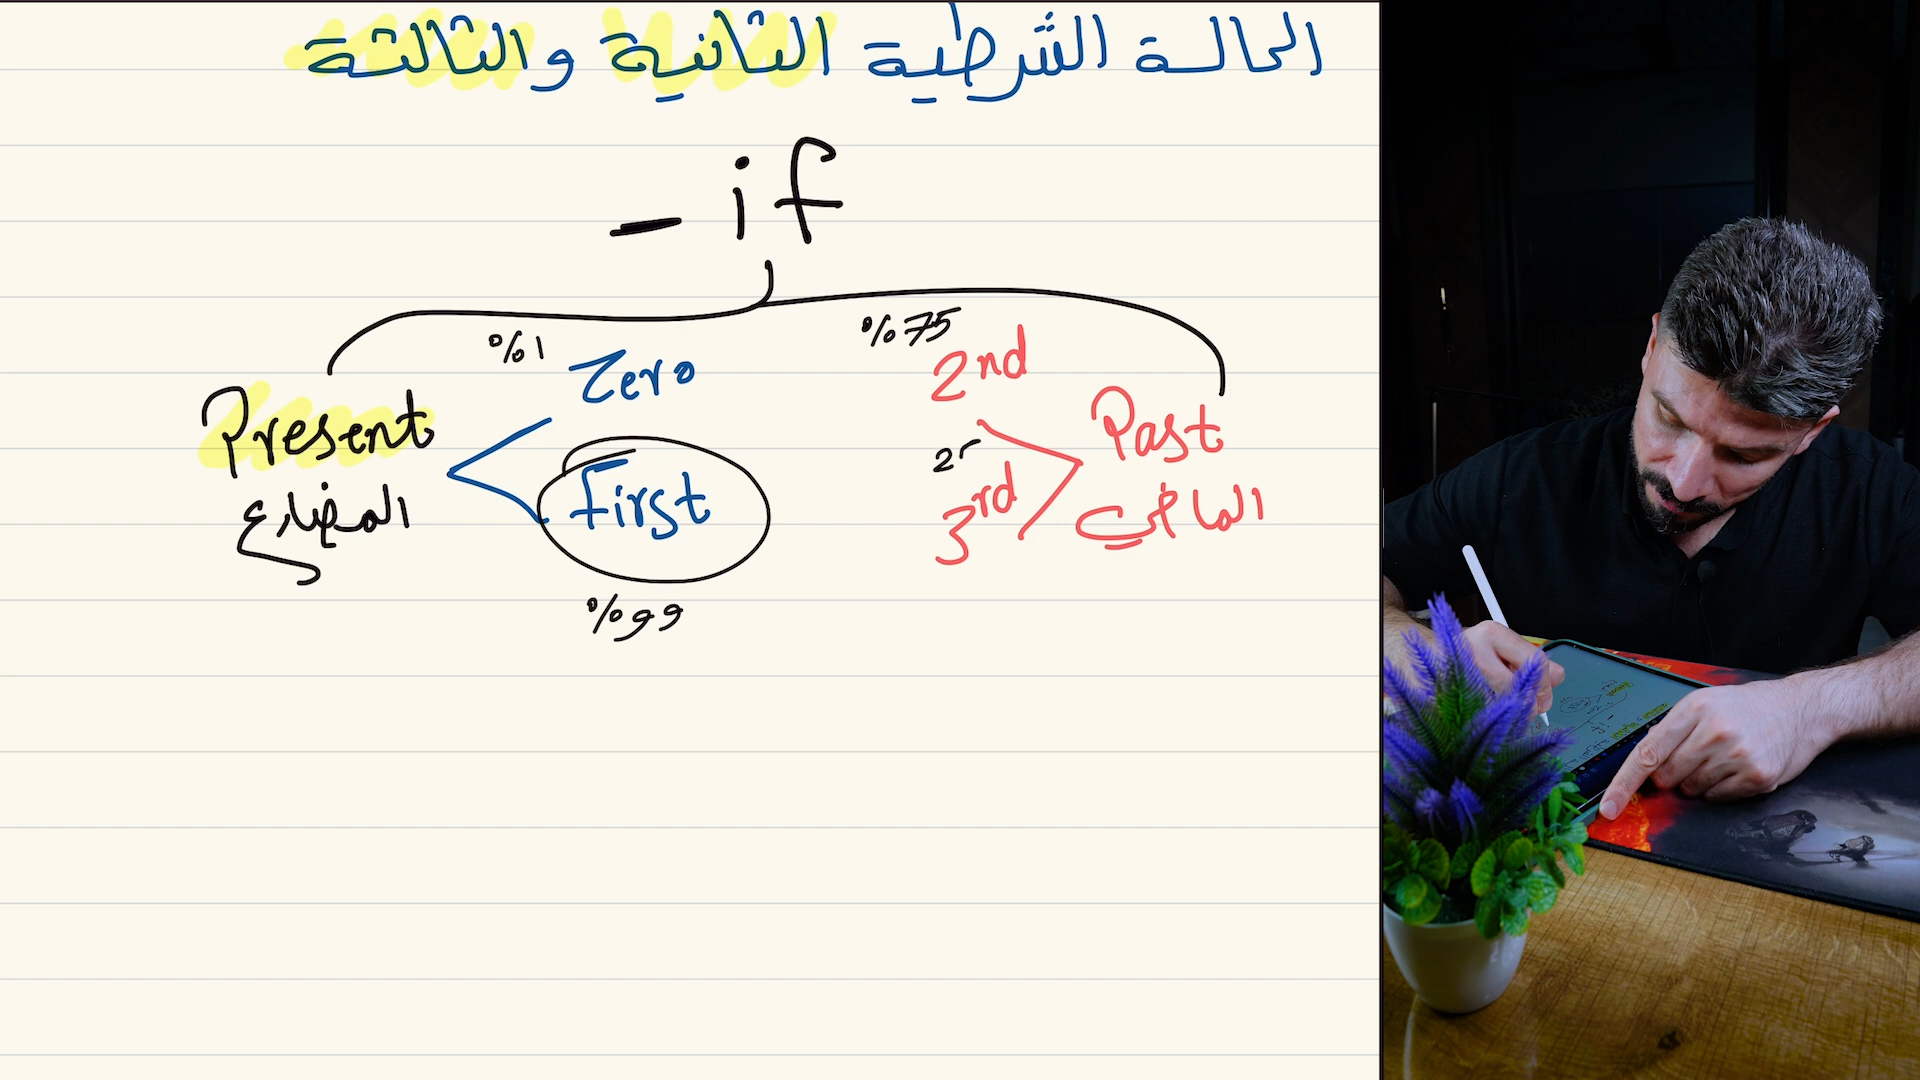 الحالة الشرطية الثانية والثالثة
- if
%1
%75
Zero
2nd
Present
Past
المضارع
First
3rd
الماضي
%99